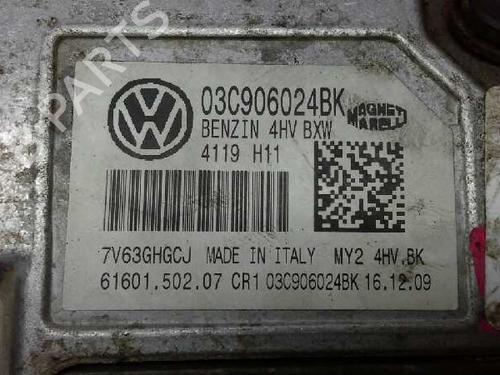 PARTS
03C906024BK
MAGNETI MARELLI
BENZIN 4HV BXW
4119 H11
7V63GHGCJ MADE IN ITALY MY2 4HV.BK
61601.502.07 CR1 03C906024BK 16.12.09